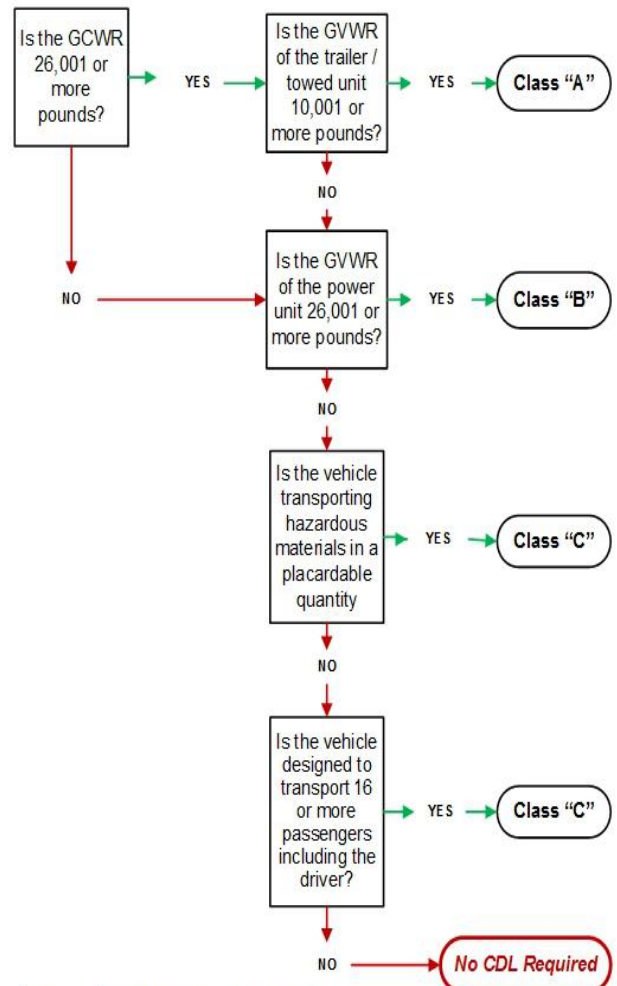 Is the GCWR
26,001 or
more
pounds?
YES
Is the GVWR
of the trailer /
towed unit
10,001 or
more pounds?
YES
Class “A”
NO
NO
Is the GVWR
of the power
unit 26,001 or
more pounds?
YES
Class “B”
NO
Is the vehicle
transporting
hazardous
materials in a
placardable
quantity
YES
Class “C”
NO
Is the vehicle
designed to
transport 16
or more
passengers
including the
driver?
YES
Class “C”
NO
No CDL Required